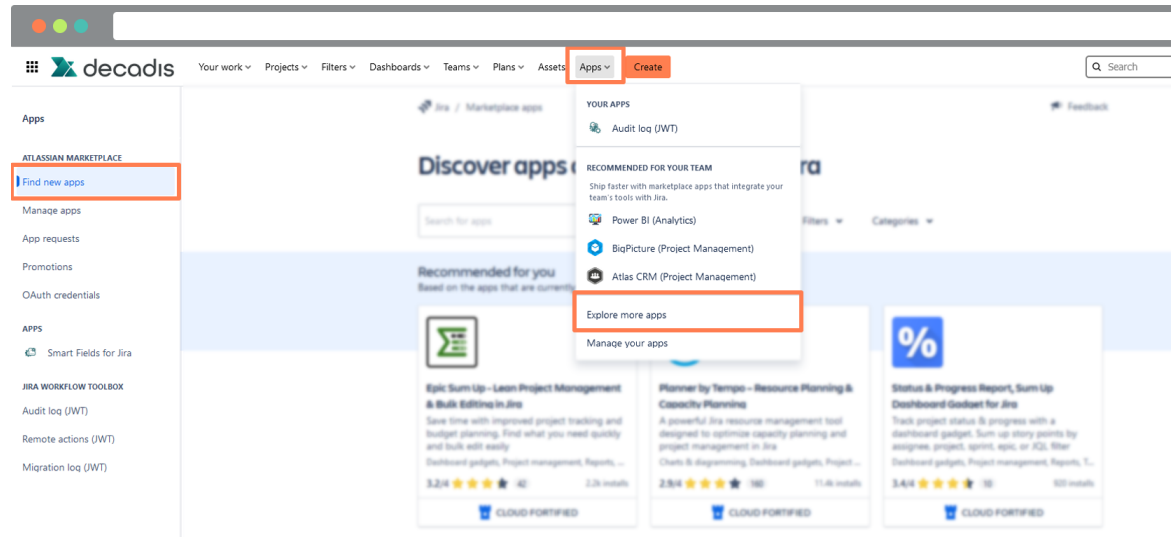 decadis
Your work
Projects
Filters
Dashboards
Teams
Plans
Assets
Apps
Create
Search
Apps
ATLASSIAN MARKETPLACE
Find new apps
Manage apps
App requests
Promotions
OAuth credentials
APPS
Smart Fields for Jira
JIRA WORKFLOW TOOLBOX
Audit log (JWT)
Remote actions (JWT)
Migration log (JWT)
YOUR APPS
Audit log (JWT)
RECOMMENDED FOR YOUR TEAM
Ship faster with marketplace apps that integrate your
team's tools with Jira.
Power BI (Analytics)
BigPicture (Project Management)
Atlas CRM (Project Management)
Explore more apps
Manage your apps
Jira / Marketplace apps
Feedback
Discover apps
Search for apps
Filters
Categories
Recommended for you
Based on the apps that are currently
Epic Sum Up – Lean Project Management
& Bulk Editing in Jira
Save time with improved project tracking and
budget planning. Find what you need quickly
and bulk edit easily
Dashboard gadgets, Project management, Reports, ...
3.2/4 42 2.2k installs
CLOUD FORTIFIED
Planner by Tempo – Resource Planning &
Capacity Planning
A powerful Jira resource management tool
designed to optimize capacity planning and
project management in Jira
Charts & diagramming, Dashboard gadgets, Project ...
2.9/4 160 11.4k installs
CLOUD FORTIFIED
%
Status & Progress Report, Sum Up
Dashboard Gadget for Jira
Track project status & progress with a
dashboard gadget. Sum up story points by
assignee, project, sprint, epic, or JQL filter
Dashboard gadgets, Project management, Reports, T...
3.4/4 10 920 installs
CLOUD FORTIFIED